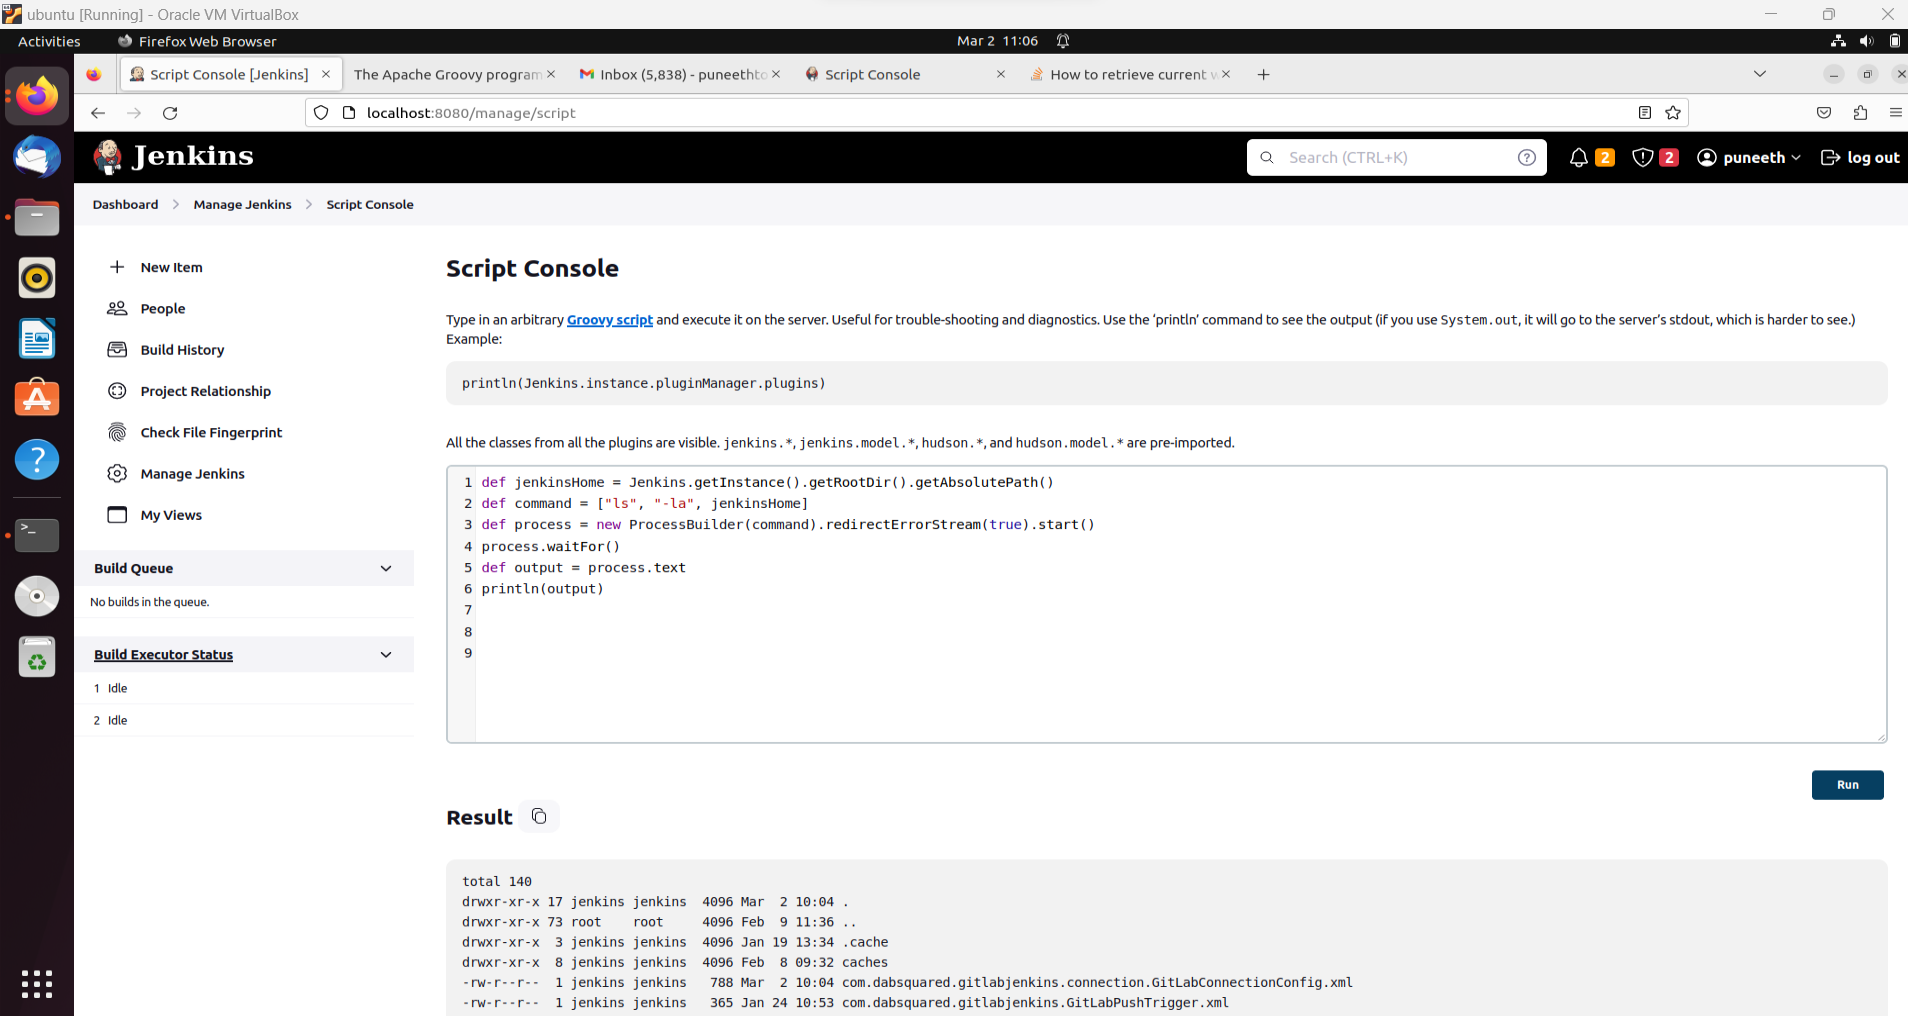 ubuntu [Running] - Oracle VM VirtualBox
Activities Firefox Web Browser Mar 2 11:06
Script Console [Jenkins] The Apache Groovy program Inbox (5,838) - puneethto Script Console How to retrieve current w
localhost:8080/manage/script
Jenkins Search (CTRL+K) 2 2 puneeth log out
Dashboard Manage Jenkins Script Console
New Item
People
Build History
Project Relationship
Check File Fingerprint
Manage Jenkins
My Views
Build Queue
No builds in the queue.
Build Executor Status
1 Idle
2 Idle
Script Console
Type in an arbitrary Groovy script and execute it on the server. Useful for trouble-shooting and diagnostics. Use the ‘println’ command to see the output (if you use System.out, it will go to the server’s stdout, which is harder to see.)
Example:
println(Jenkins.instance.pluginManager.plugins)
All the classes from all the plugins are visible. jenkins.*, jenkins.model.*, hudson.*, and hudson.model.* are pre-imported.
1 def jenkinsHome = Jenkins.getInstance().getRootDir().getAbsolutePath()
2 def command = ["ls", "-la", jenkinsHome]
3 def process = new ProcessBuilder(command).redirectErrorStream(true).start()
4 process.waitFor()
5 def output = process.text
6 println(output)
7
8
9
Run
Result
total 140
drwxr-xr-x 17 jenkins jenkins 4096 Mar 2 10:04 .
drwxr-xr-x 73 root root 4096 Feb 9 11:36 ..
drwxr-xr-x 3 jenkins jenkins 4096 Jan 19 13:34 .cache
drwxr-xr-x 8 jenkins jenkins 4096 Feb 8 09:32 caches
-rw-r--r-- 1 jenkins jenkins 788 Mar 2 10:04 com.dabsquared.gitlabjenkins.connection.GitLabConnectionConfig.xml
-rw-r--r-- 1 jenkins jenkins 365 Jan 24 10:53 com.dabsquared.gitlabjenkins.GitLabPushTrigger.xml